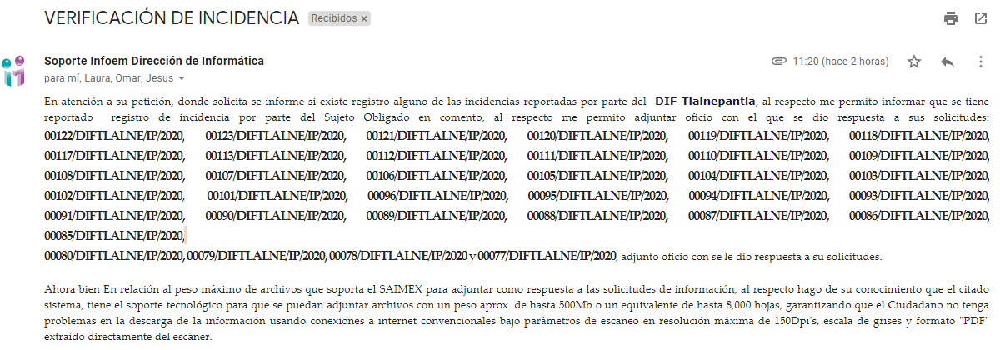 VERIFICACIÓN DE INCIDENCIA Recibidos x
Soporte Infoem Dirección de Informática 11:20 (hace 2 horas)
para mí, Laura, Omar, Jesus
En atención a su petición, donde solicita se informe si existe registro alguno de las incidencias reportadas por parte del DIF Tlalnepantla, al respecto me permito informar que se tiene
reportado registro de incidencia por parte del Sujeto Obligado en comento, al respecto me permito adjuntar oficio con el que se dio respuesta a sus solicitudes:
00122/DIFTLALNE/IP/2020, 00123/DIFTLALNE/IP/2020, 00121/DIFTLALNE/IP/2020, 00120/DIFTLALNE/IP/2020, 00119/DIFTLALNE/IP/2020, 00118/DIFTLALNE/IP/2020,
00117/DIFTLALNE/IP/2020, 00113/DIFTLALNE/IP/2020, 00112/DIFTLALNE/IP/2020, 00111/DIFTLALNE/IP/2020, 00110/DIFTLALNE/IP/2020, 00109/DIFTLALNE/IP/2020,
00108/DIFTLALNE/IP/2020, 00107/DIFTLALNE/IP/2020, 00106/DIFTLALNE/IP/2020, 00105/DIFTLALNE/IP/2020, 00104/DIFTLALNE/IP/2020, 00103/DIFTLALNE/IP/2020,
00102/DIFTLALNE/IP/2020, 00101/DIFTLALNE/IP/2020, 00096/DIFTLALNE/IP/2020, 00095/DIFTLALNE/IP/2020, 00094/DIFTLALNE/IP/2020, 00093/DIFTLALNE/IP/2020,
00091/DIFTLALNE/IP/2020, 00090/DIFTLALNE/IP/2020, 00089/DIFTLALNE/IP/2020, 00088/DIFTLALNE/IP/2020, 00087/DIFTLALNE/IP/2020, 00086/DIFTLALNE/IP/2020,
00085/DIFTLALNE/IP/2020,
00080/DIFTLALNE/IP/2020, 00079/DIFTLALNE/IP/2020, 00078/DIFTLALNE/IP/2020 y 00077/DIFTLALNE/IP/2020, adjunto oficio con se le dio respuesta a su solicitudes.
Ahora bien En relación al peso máximo de archivos que soporta el SAIMEX para adjuntar como respuesta a las solicitudes de información, al respecto hago de su conocimiento que el citado
sistema, tiene el soporte tecnológico para que se puedan adjuntar archivos con un peso aprox. de hasta 500Mb o un equivalente de hasta 8,000 hojas, garantizando que el Ciudadano no tenga
problemas en la descarga de la información usando conexiones a internet convencionales bajo parámetros de escaneo en resolución máxima de 150Dpi's, escala de grises y formato "PDF"
extraído directamente del escáner.